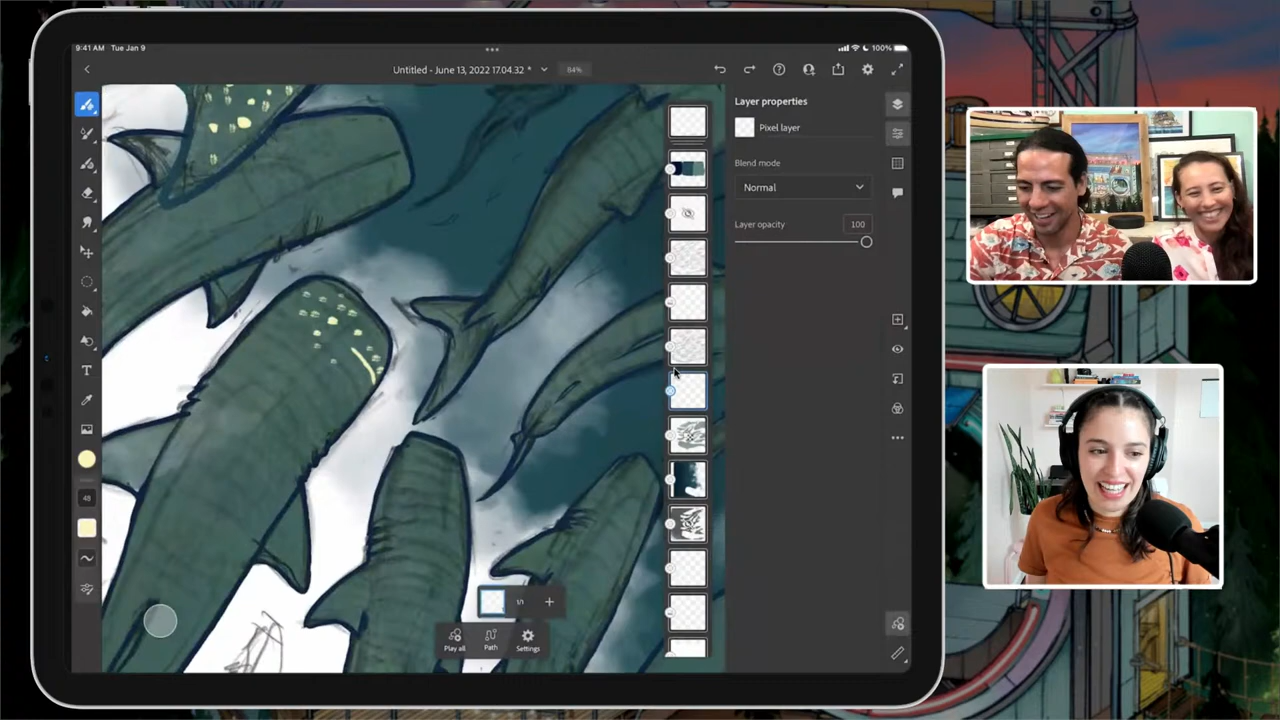 9:41 AM Tue Jan 9
100%
Untitled - June 13, 2022 17.04.32 *
84%
Layer properties
Pixel layer
Blend mode
Normal
Layer opacity 100
T
48
1/1
Play all Path Settings